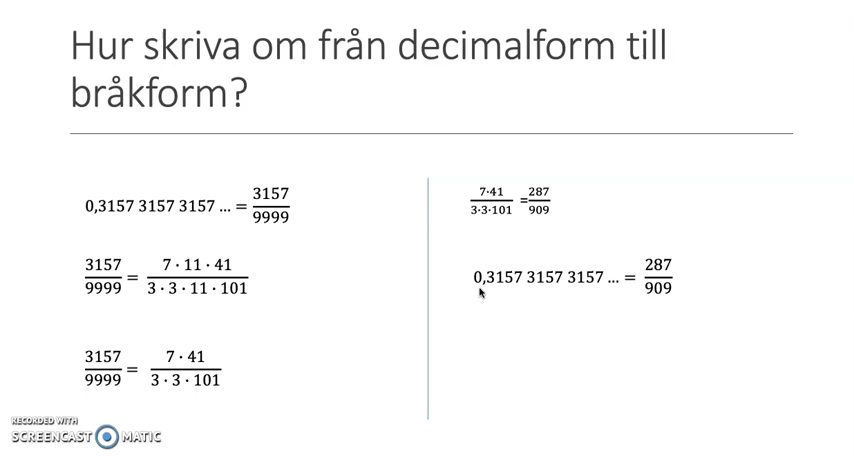 Hur skriva om från decimalform till
bråkform?
0,3157 3157 3157 ... = 3157/9999
3157/9999 = 7 · 11 · 41/3 · 3 · 11 · 101
3157/9999 = 7 · 41/3 · 3 · 101
7·41/3·3·101 = 287/909
0,3157 3157 3157 ... = 287/909
RECORDED WITH
SCREENCAST MATIC